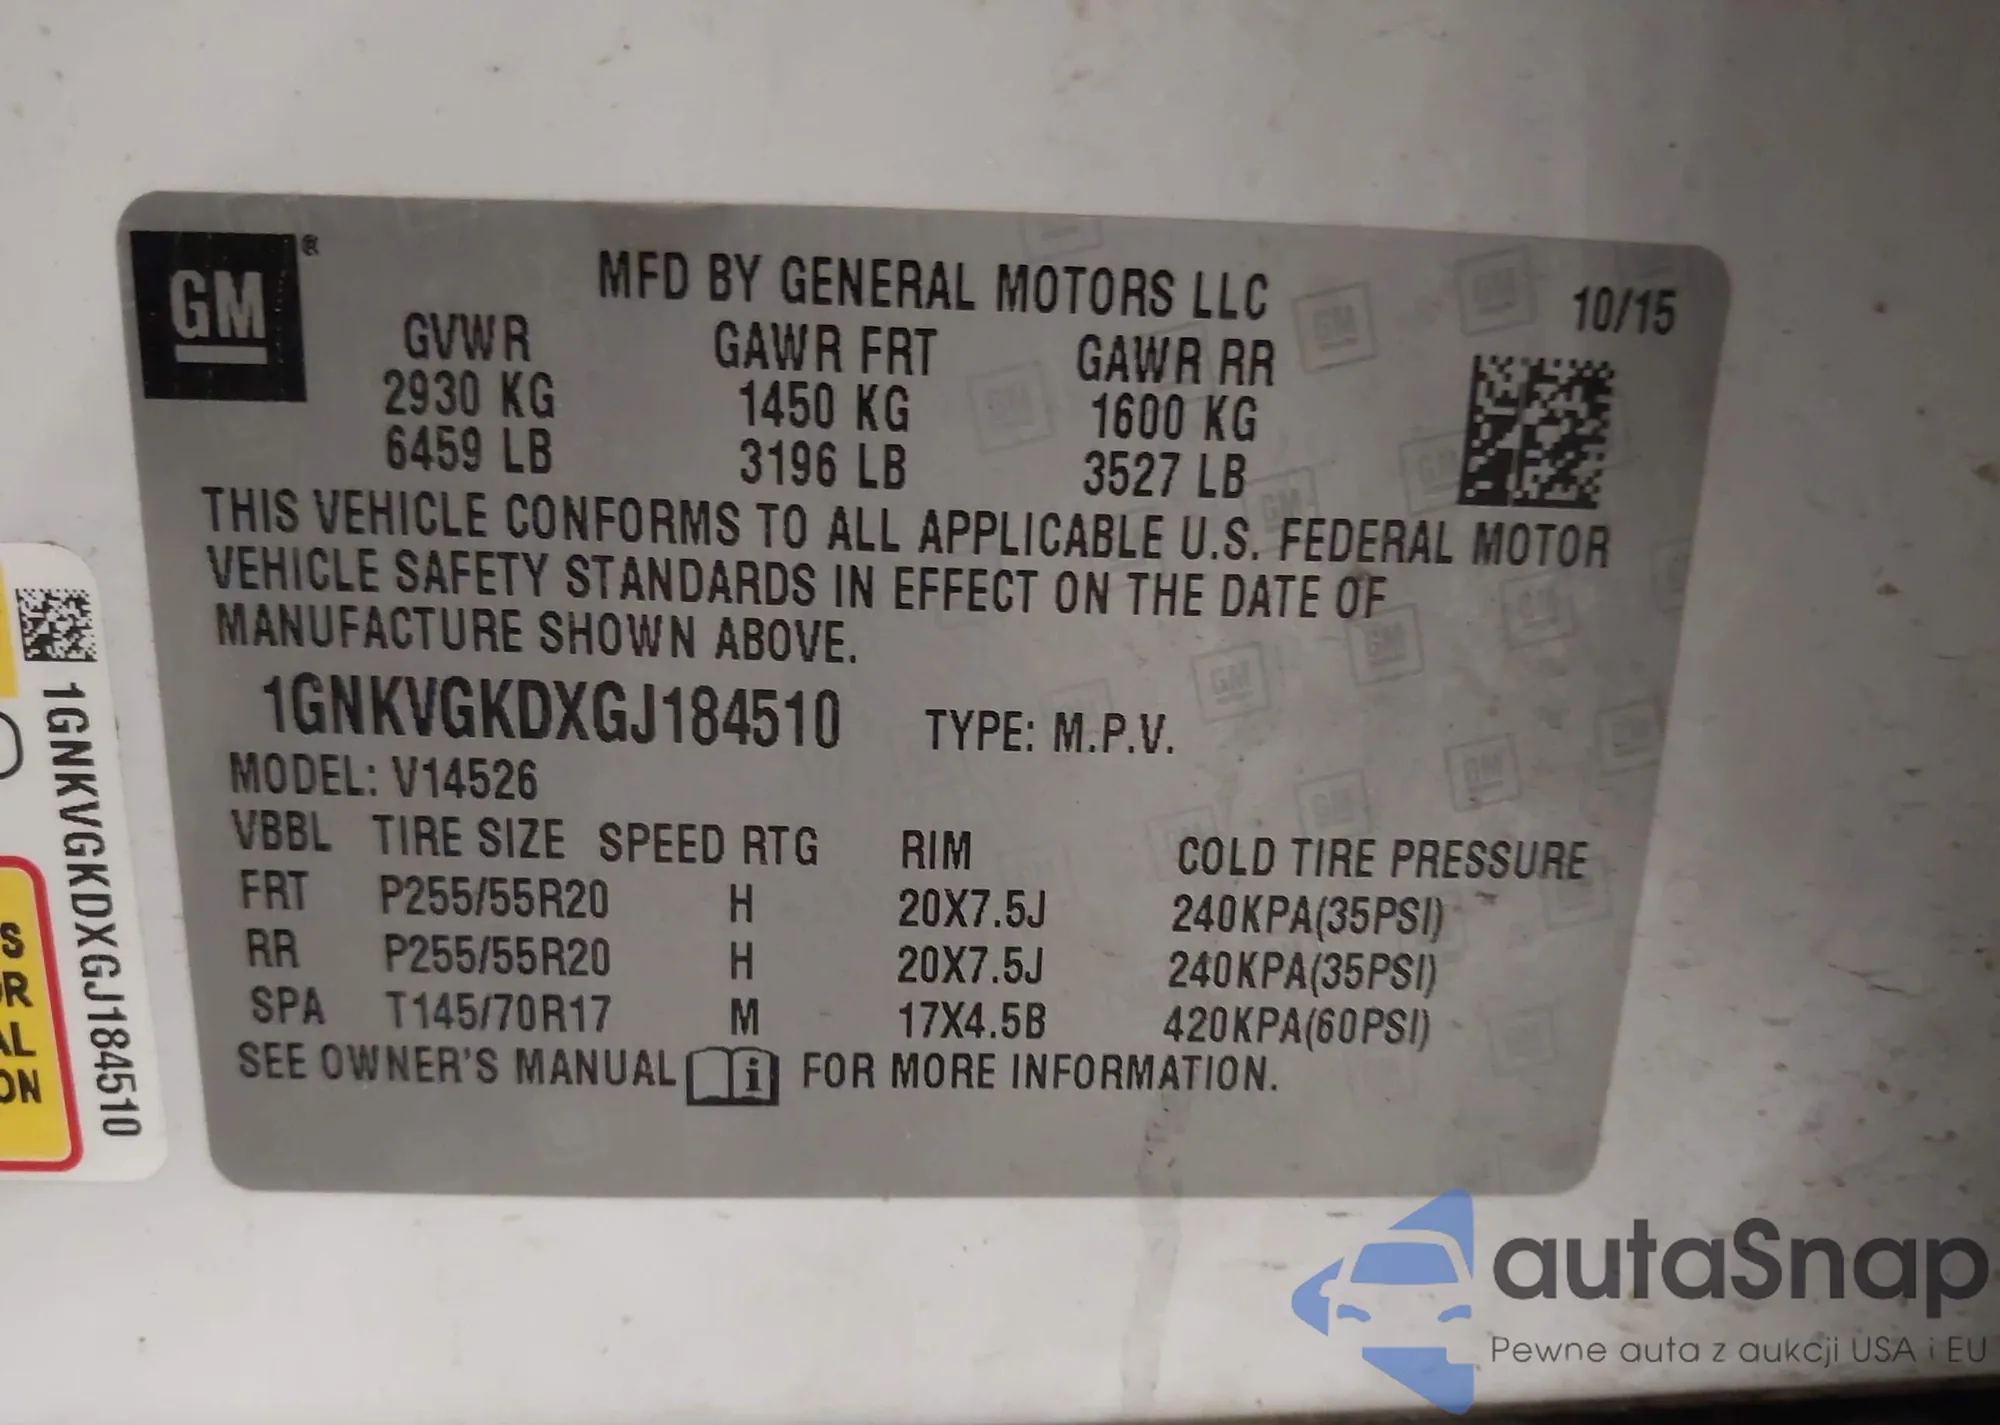 GM ®
MFD BY GENERAL MOTORS LLC
10/15
GVWR GAWR FRT GAWR RR
2930 KG 1450 KG 1600 KG
6459 LB 3196 LB 3527 LB
THIS VEHICLE CONFORMS TO ALL APPLICABLE U.S. FEDERAL MOTOR
VEHICLE SAFETY STANDARDS IN EFFECT ON THE DATE OF
MANUFACTURE SHOWN ABOVE.
1GNKVGKDXGJ184510 TYPE: M.P.V.
MODEL: V14526
VBBL TIRE SIZE SPEED RTG RIM COLD TIRE PRESSURE
FRT P255/55R20 H 20X7.5J 240KPA(35PSI)
RR P255/55R20 H 20X7.5J 240KPA(35PSI)
SPA T145/70R17 M 17X4.5B 420KPA(60PSI)
SEE OWNER'S MANUAL i FOR MORE INFORMATION.
1GNKVGKDXGJ184510
autaSnap
Pewne auta z aukcji USA i EU